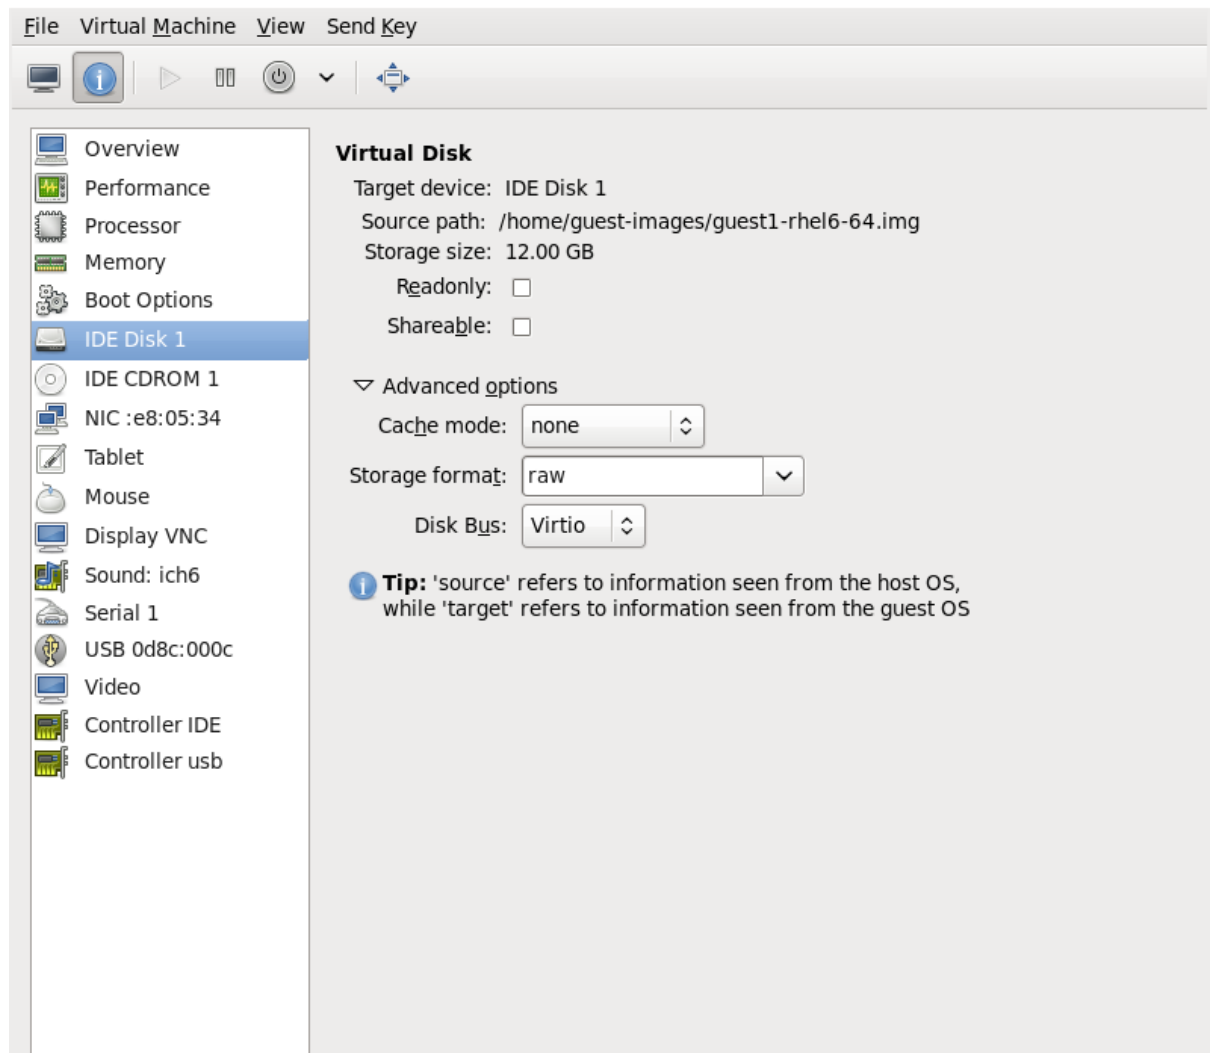 File Virtual Machine View Send Key
Overview
Performance
Processor
Memory
Boot Options
IDE Disk 1
IDE CDROM 1
NIC :e8:05:34
Tablet
Mouse
Display VNC
Sound: ich6
Serial 1
USB 0d8c:000c
Video
Controller IDE
Controller usb
Virtual Disk
Target device: IDE Disk 1
Source path: /home/guest-images/guest1-rhel6-64.img
Storage size: 12.00 GB
Readonly:
Shareable:
Advanced options
Cache mode: none
Storage format: raw
Disk Bus: Virtio
Tip: 'source' refers to information seen from the host OS,
while 'target' refers to information seen from the guest OS